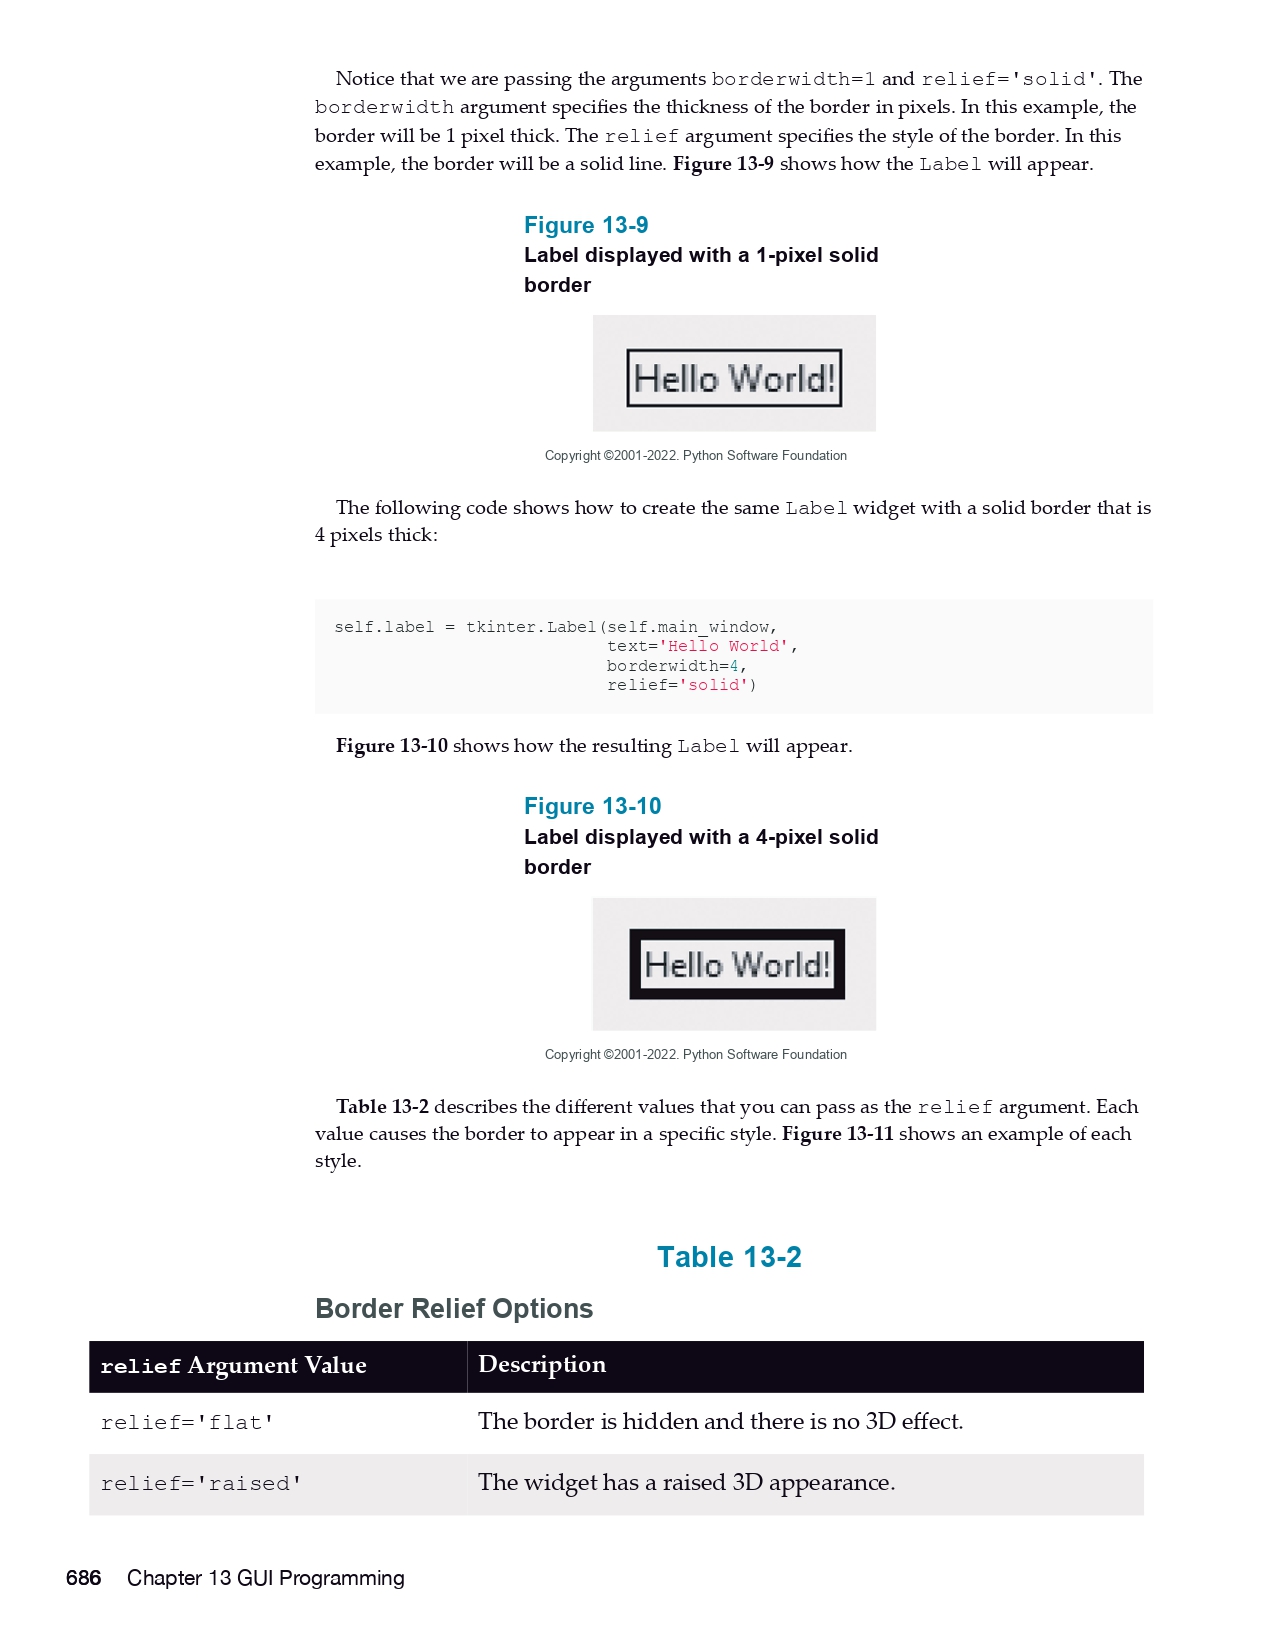 Notice that we are passing the arguments borderwidth=1 and relief='solid'. The
borderwidth argument specifies the thickness of the border in pixels. In this example, the
border will be 1 pixel thick. The relief argument specifies the style of the border. In this
example, the border will be a solid line. Figure 13-9 shows how the Label will appear.
Figure 13-9
Label displayed with a 1-pixel solid
border
Hello World!
Copyright ©2001-2022. Python Software Foundation
The following code shows how to create the same Label widget with a solid border that is
4 pixels thick:
self.label = tkinter.Label(self.main_window,
text='Hello World',
borderwidth=4,
relief='solid')
Figure 13-10 shows how the resulting Label will appear.
Figure 13-10
Label displayed with a 4-pixel solid
border
Hello World!
Copyright ©2001-2022. Python Software Foundation
Table 13-2 describes the different values that you can pass as the relief argument. Each
value causes the border to appear in a specific style. Figure 13-11 shows an example of each
style.
Table 13-2
Border Relief Options
relief Argument Value Description
relief='flat' The border is hidden and there is no 3D effect.
relief='raised' The widget has a raised 3D appearance.
686 Chapter 13 GUI Programming